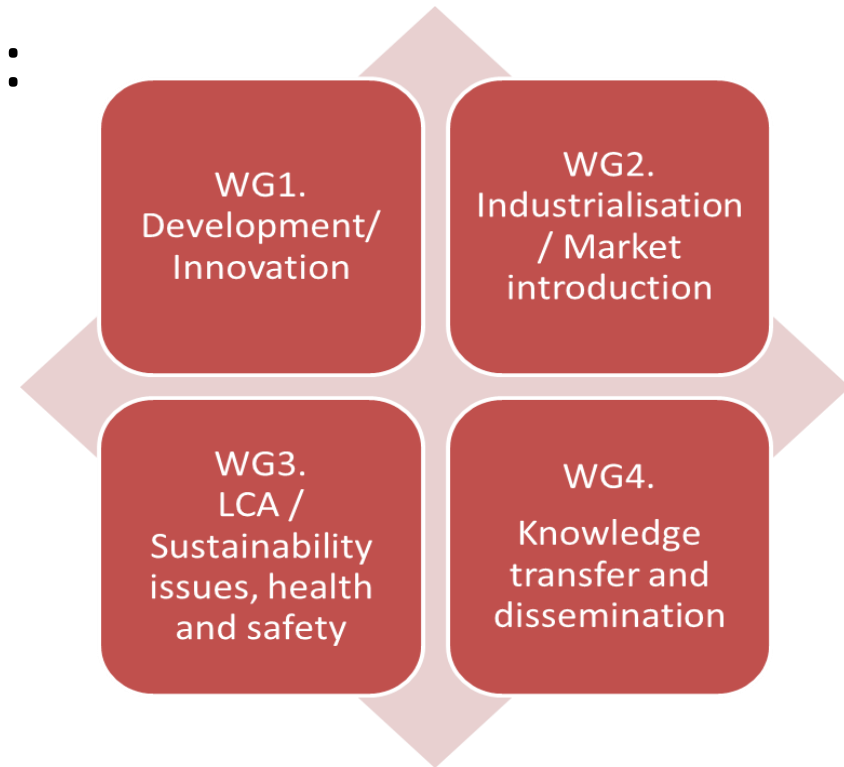 :
WG1.
Development/
Innovation
WG2.
Industrialisation
/ Market
introduction
WG3.
LCA /
Sustainability
issues, health
and safety
WG4.
Knowledge
transfer and
dissemination